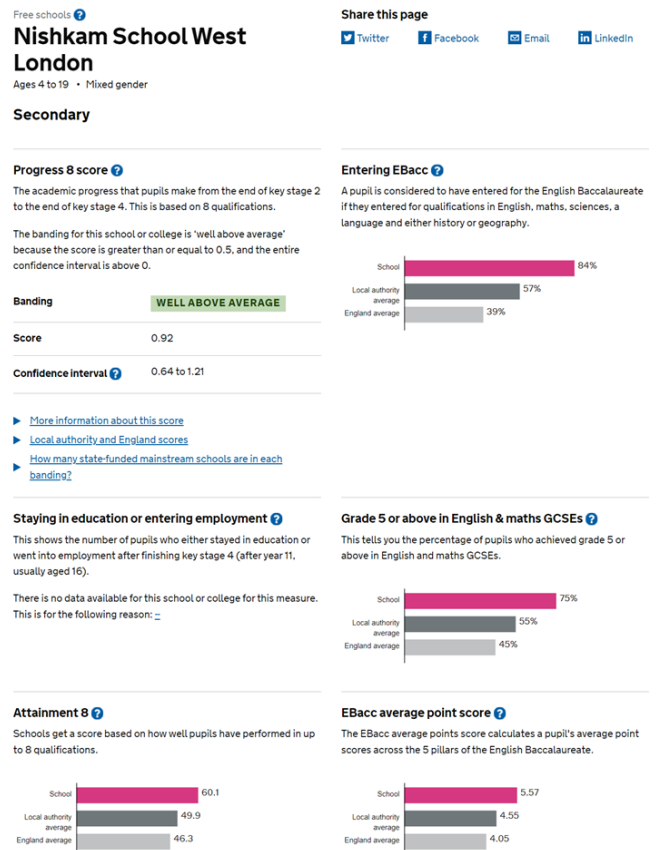 Free schools ?
Nishkam School West
London
Ages 4 to 19 • Mixed gender
Share this page
Twitter
Facebook
Email
LinkedIn
Secondary
Progress 8 score ?
The academic progress that pupils make from the end of key stage 2
to the end of key stage 4. This is based on 8 qualifications.
The banding for this school or college is ‘well above average’
because the score is greater than or equal to 0.5, and the entire
confidence interval is above 0.
Banding WELL ABOVE AVERAGE
Score 0.92
Confidence interval ? 0.64 to 1.21
More information about this score
Local authority and England scores
How many state-funded mainstream schools are in each
banding?
Entering EBacc ?
A pupil is considered to have entered for the English Baccalaureate
if they entered for qualifications in English, maths, sciences, a
language and either history or geography.
School 84%
Local authority 57%
average
England average 39%
Staying in education or entering employment ?
This shows the number of pupils who either stayed in education or
went into employment after finishing key stage 4 (after year 11,
usually aged 16).
There is no data available for this school or college for this measure.
This is for the following reason: --
Grade 5 or above in English & maths GCSEs ?
This tells you the percentage of pupils who achieved grade 5 or
above in English and maths GCSEs.
School 75%
Local authority 55%
average
England average 45%
Attainment 8 ?
Schools get a score based on how well pupils have performed in up
to 8 qualifications.
School 60.1
Local authority 49.9
average
England average 46.3
EBacc average point score ?
The EBacc average points score calculates a pupil's average point
scores across the 5 pillars of the English Baccalaureate.
School 5.57
Local authority 4.55
average
England average 4.05